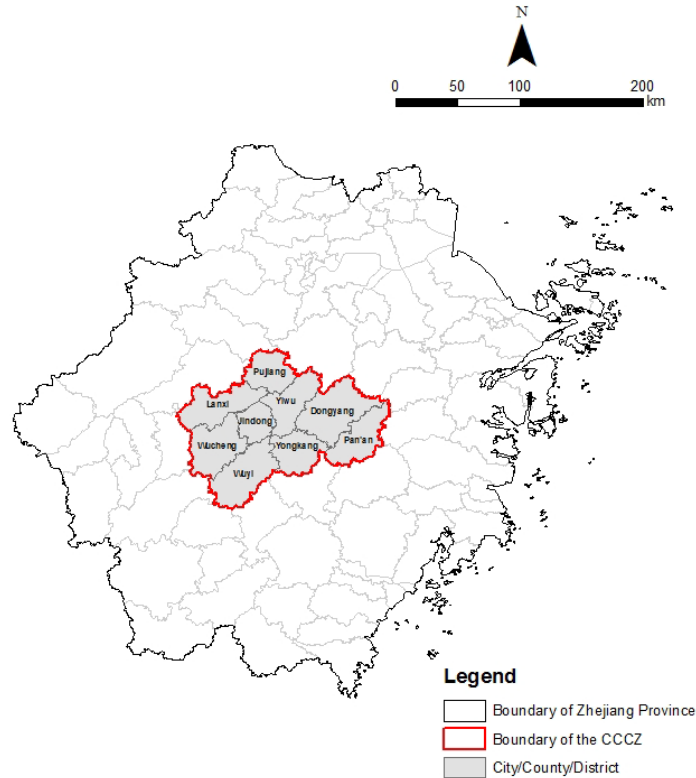 N
0 50 100 200
km
Pujiang
Lanxi
Yiwu
Dongyang
Jindong
Wucheng
Yongkang
Pan'an
Wuyi
Legend
Boundary of Zhejiang Province
Boundary of the CCCZ
City/County/District